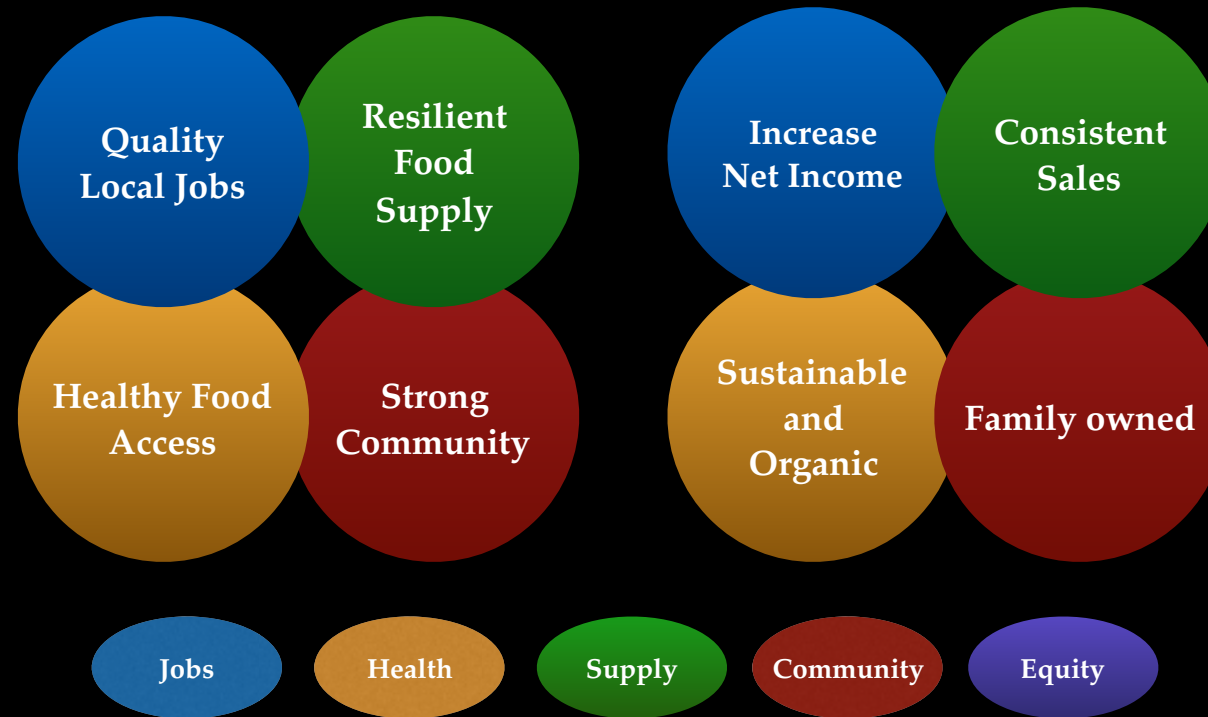 Quality
Local Jobs
Resilient
Food
Supply
Healthy Food
Access
Strong
Community
Increase
Net Income
Consistent
Sales
Sustainable
and
Organic
Family owned
Jobs
Health
Supply
Community
Equity